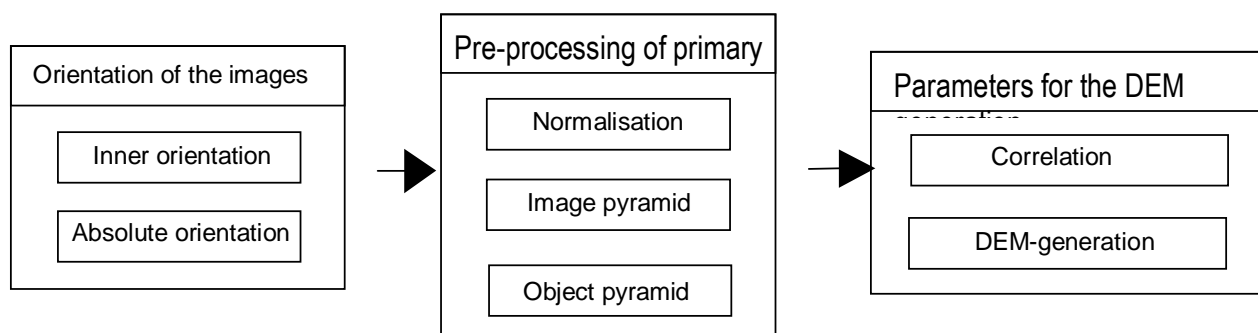 Orientation of the images
Inner orientation
Absolute orientation
Pre-processing of primary
Normalisation
Image pyramid
Object pyramid
Parameters for the DEM
Correlation
DEM-generation